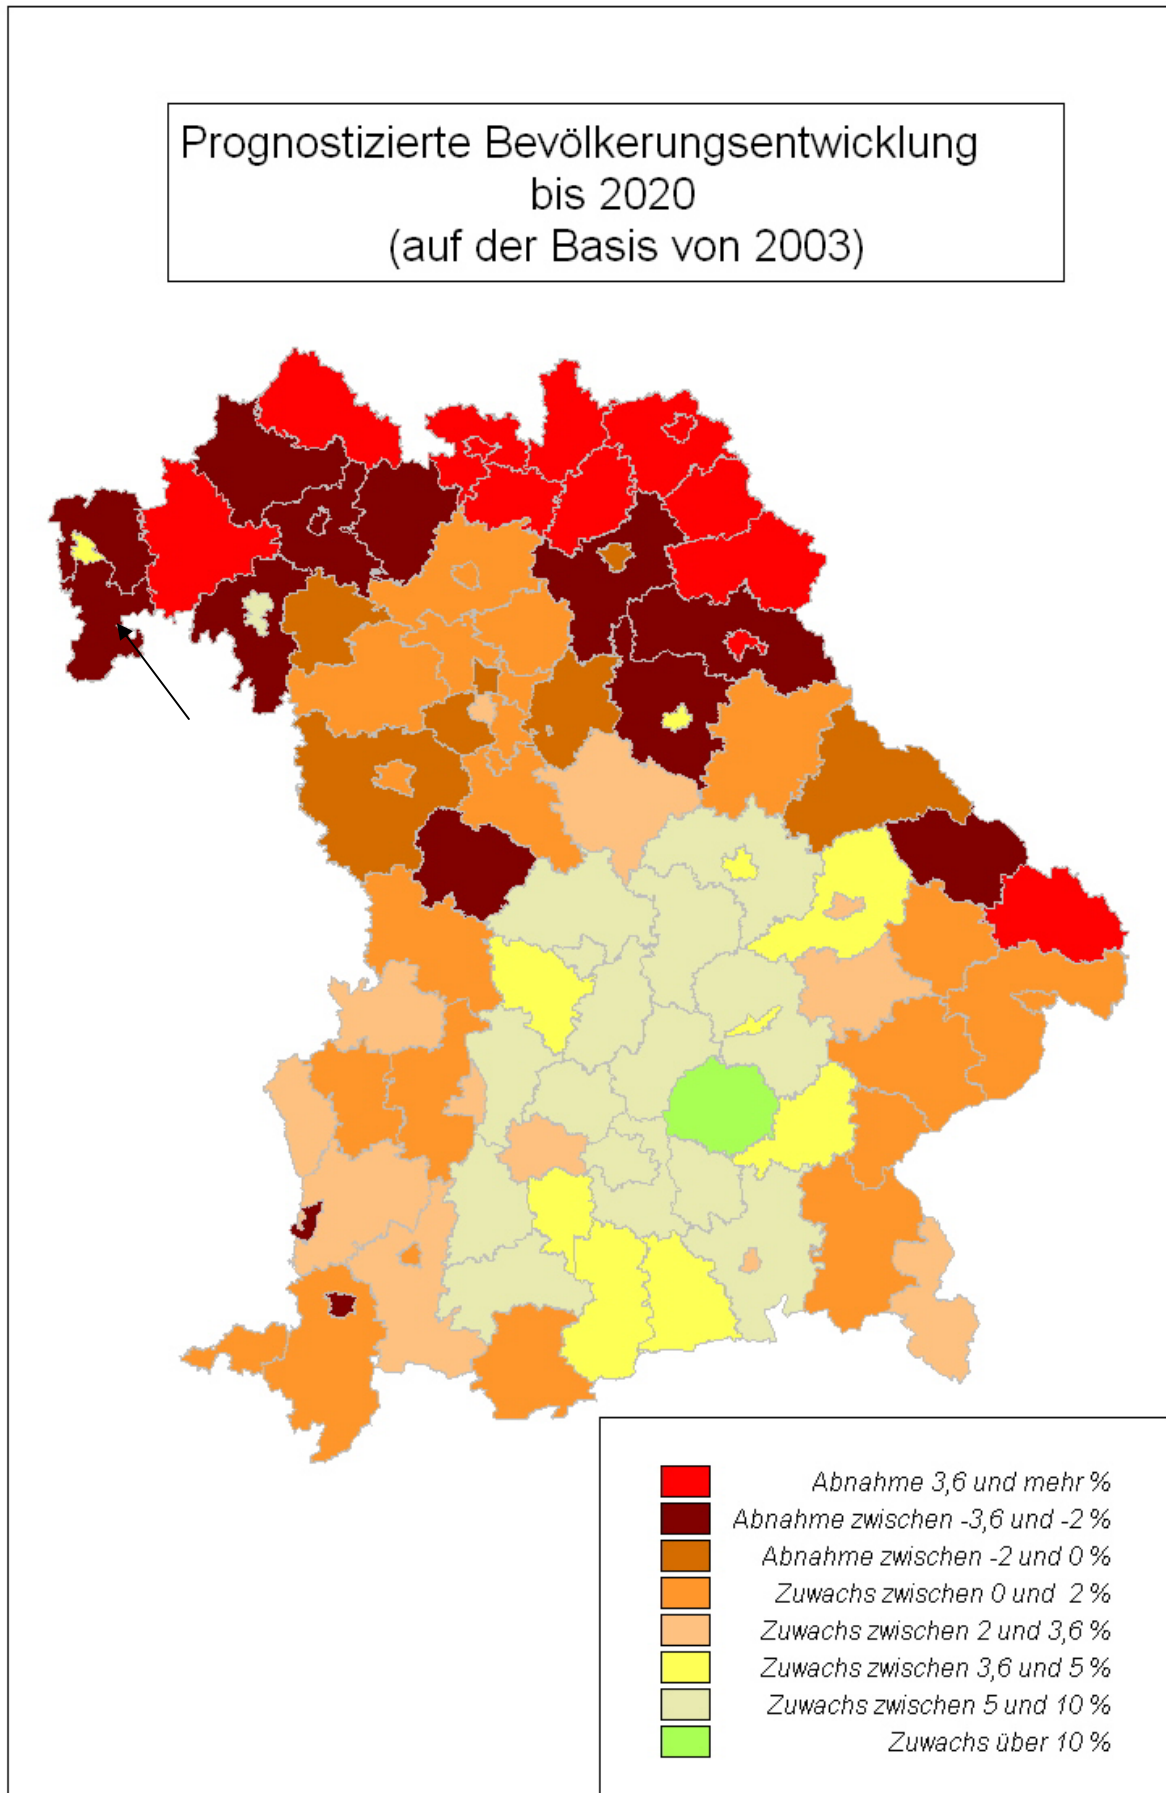 Prognostizierte Bevölkerungsentwicklung
bis 2020
(auf der Basis von 2003)
Abnahme 3,6 und mehr %
Abnahme zwischen -3,6 und -2 %
Abnahme zwischen -2 und 0 %
Zuwachs zwischen 0 und 2 %
Zuwachs zwischen 2 und 3,6 %
Zuwachs zwischen 3,6 und 5 %
Zuwachs zwischen 5 und 10 %
Zuwachs über 10 %